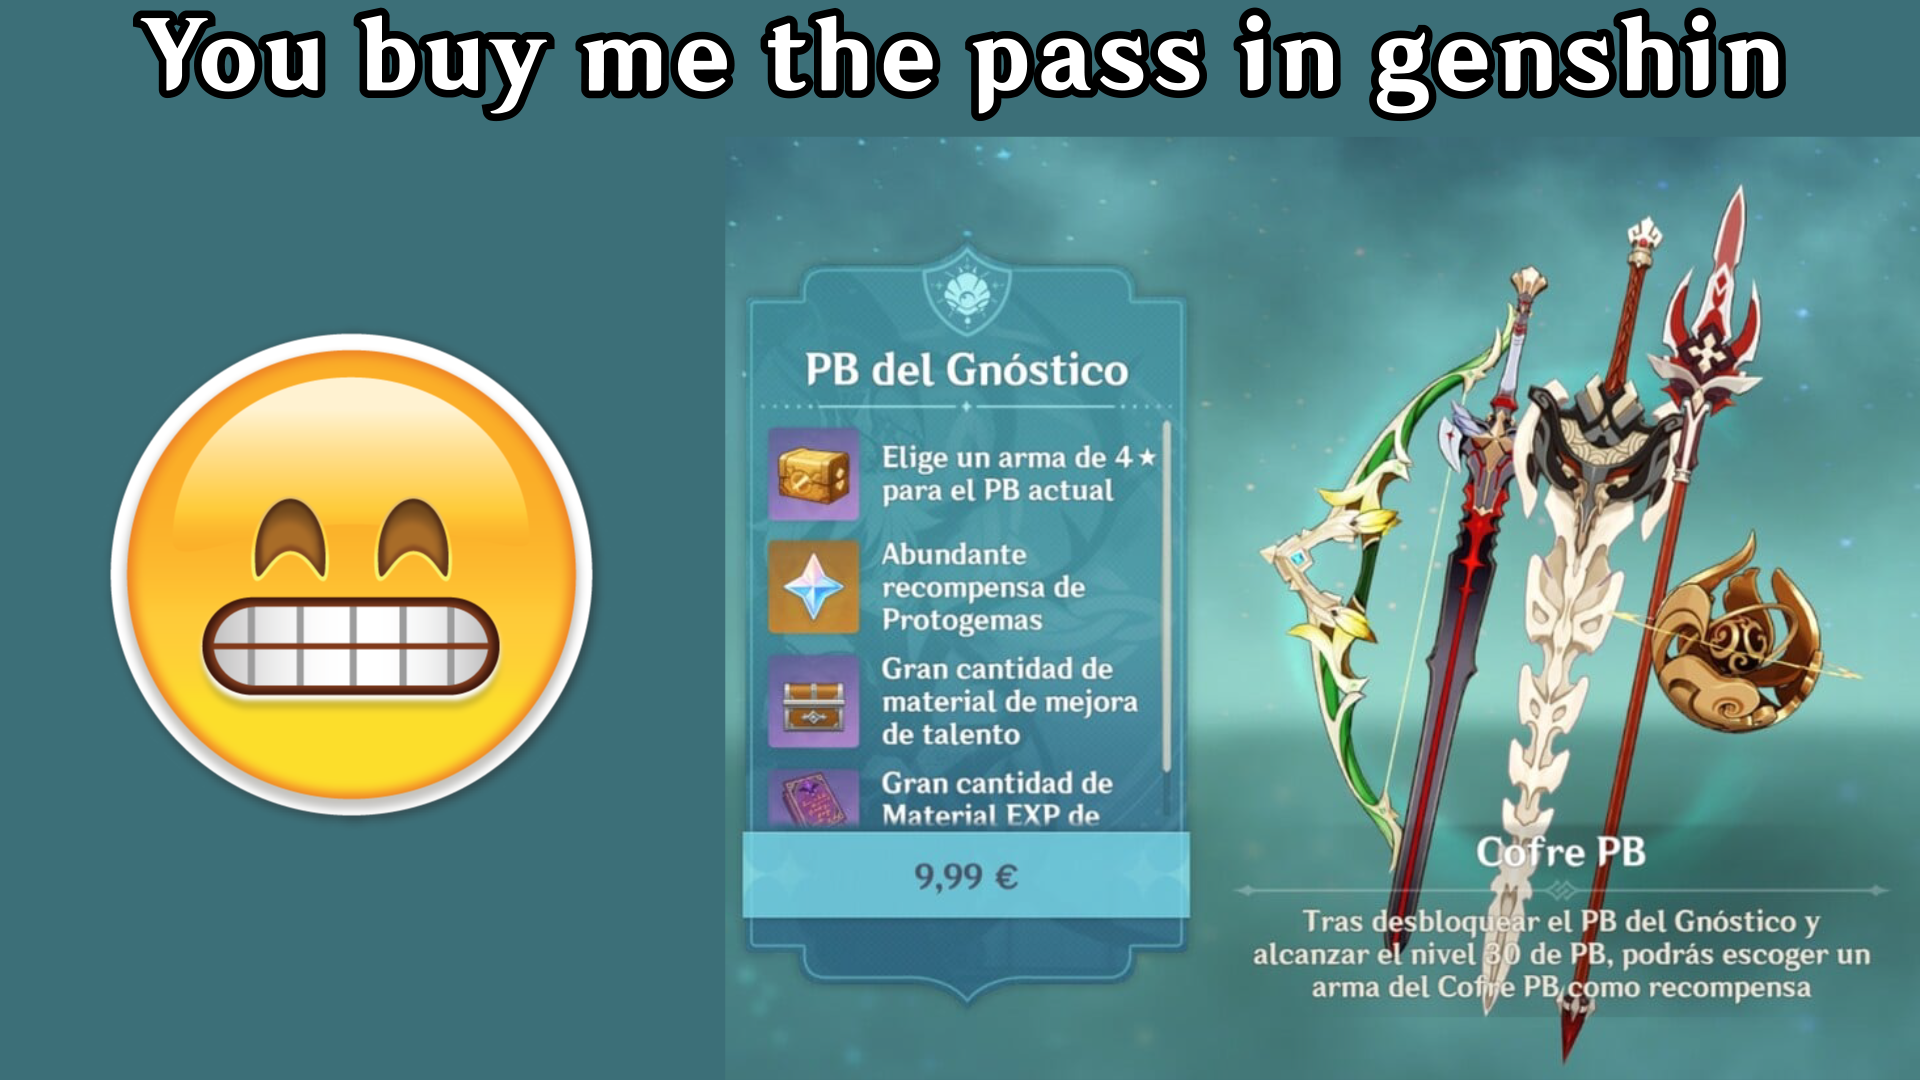 You buy me the pass in genshin
PB del Gnóstico
Elige un arma de 4★
para el PB actual
Abundante
recompensa de
Protogemas
Gran cantidad de
material de mejora
de talento
Gran cantidad de
Material EXP de
9,99 €
Cofre PB
Tras desbloquear el PB del Gnóstico y
alcanzar el nivel 30 de PB, podrás escoger un
arma del Cofre PB como recompensa